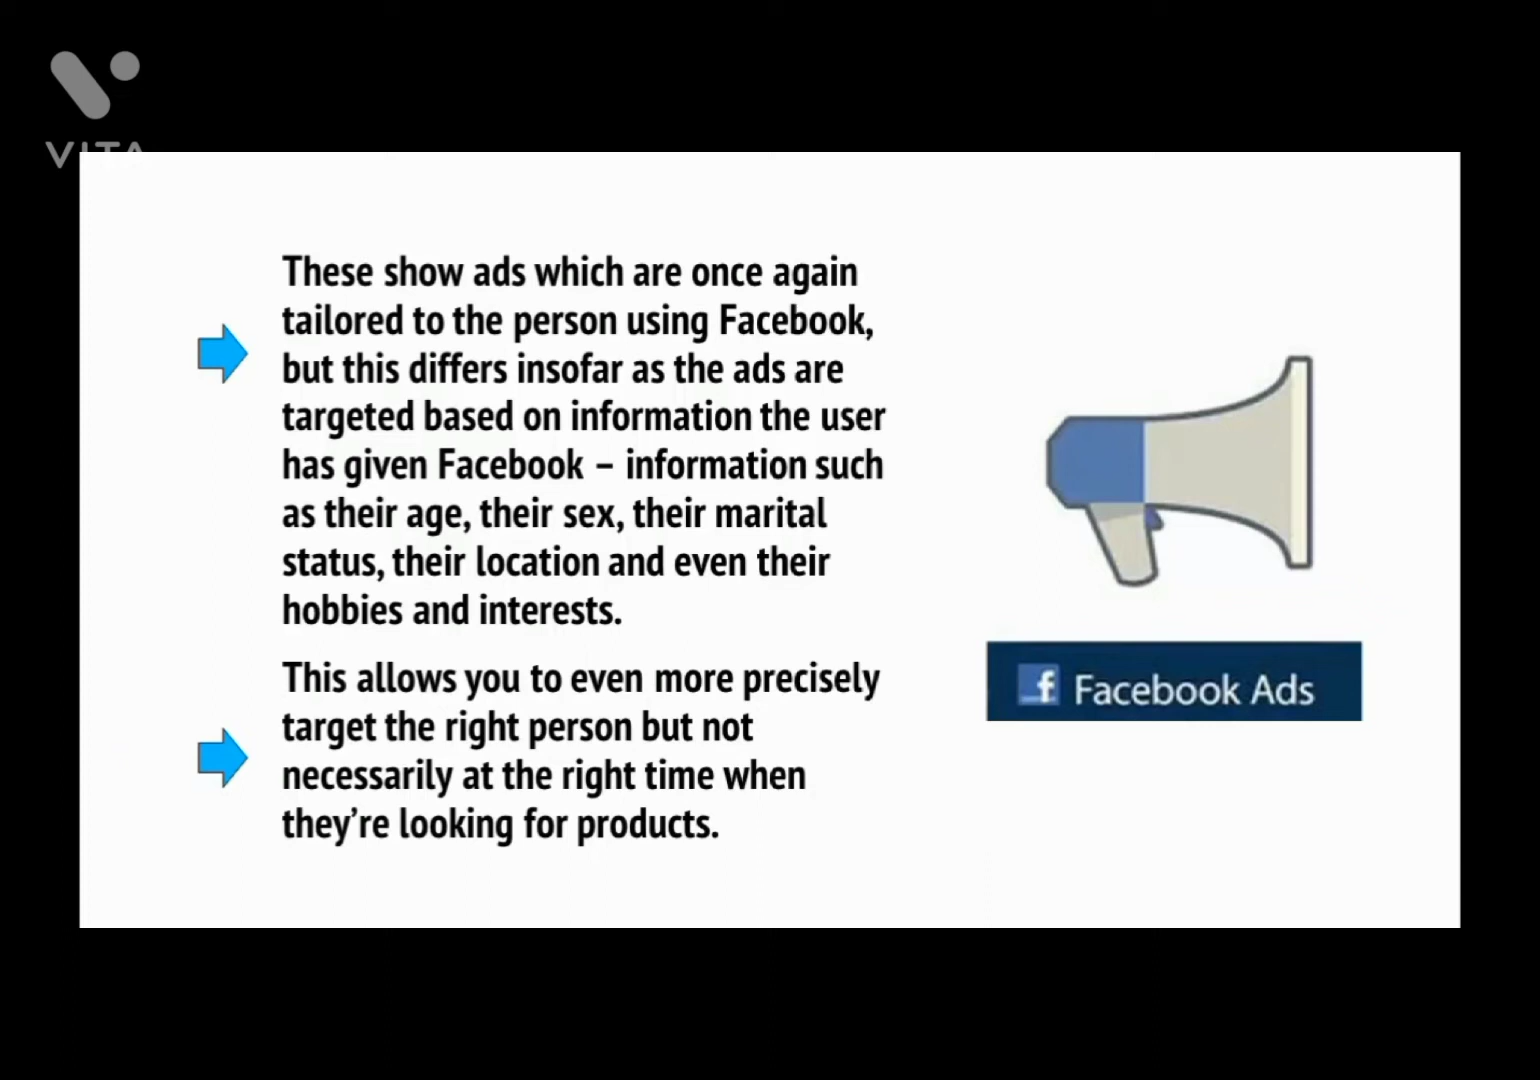 VITA
These show ads which are once again
tailored to the person using Facebook,
but this differs insofar as the ads are
targeted based on information the user
has given Facebook – information such
as their age, their sex, their marital
status, their location and even their
hobbies and interests.
This allows you to even more precisely
target the right person but not
necessarily at the right time when
they’re looking for products.
f Facebook Ads